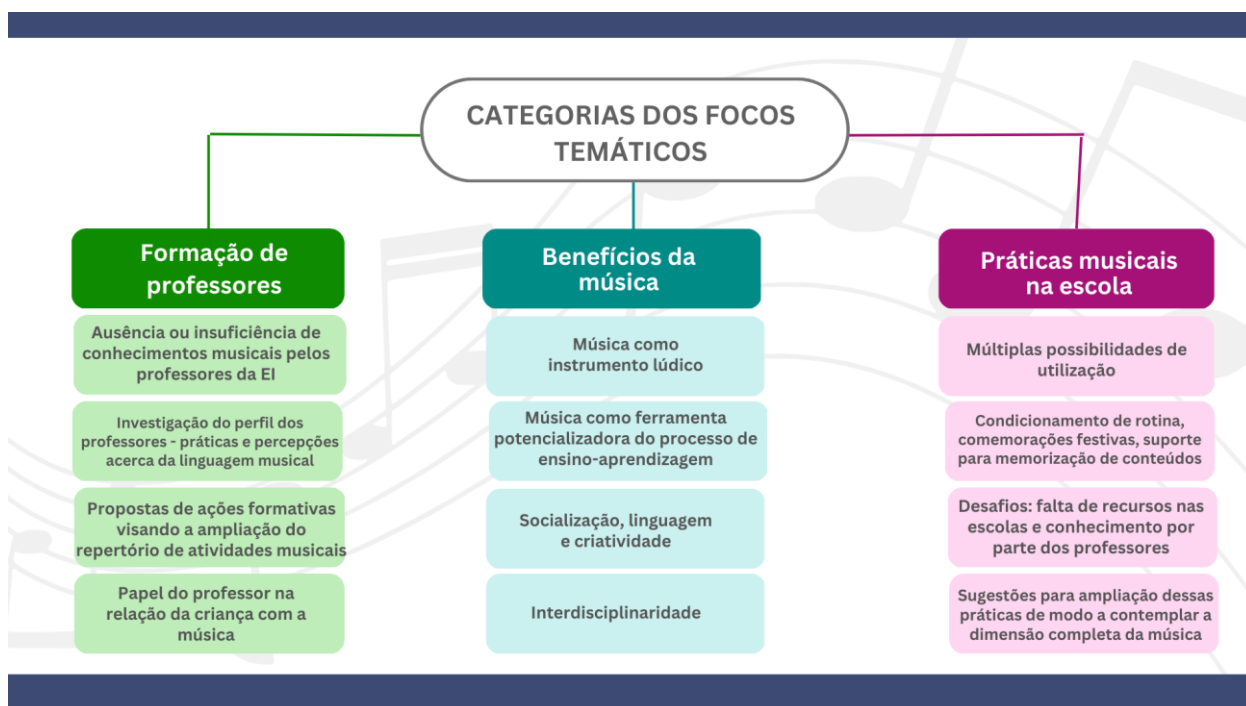 CATEGORIAS DOS FOCOS
TEMÁTICOS
Formação de
professores
Ausência ou insuficiência de
conhecimentos musicais pelos
professores da EI
Investigação do perfil dos
professores - práticas e percepções
acerca da linguagem musical
Propostas de ações formativas
visando a ampliação do
repertório de atividades musicais
Papel do professor na
relação da criança com a
música
Benefícios da
música
Música como
instrumento lúdico
Música como ferramenta
potencializadora do processo de
ensino-aprendizagem
Socialização, linguagem
e criatividade
Interdisciplinaridade
Práticas musicais
na escola
Múltiplas possibilidades de
utilização
Condicionamento de rotina,
comemorações festivas, suporte
para memorização de conteúdos
Desafios: falta de recursos nas
escolas e conhecimento por
parte dos professores
Sugestões para ampliação dessas
práticas de modo a contemplar a
dimensão completa da música